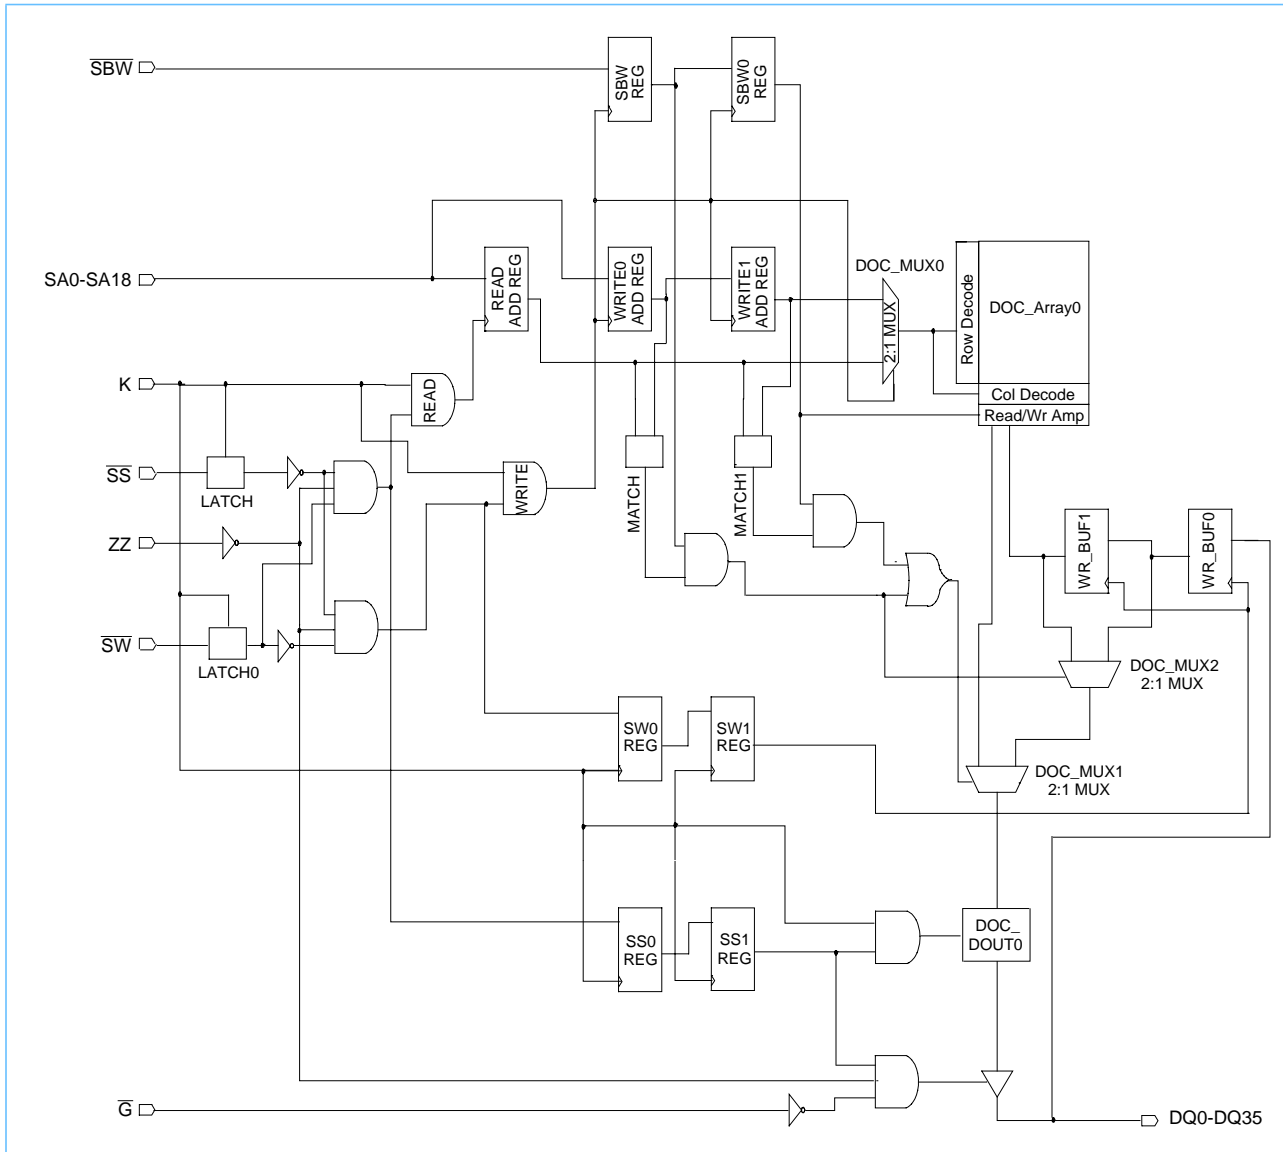 SBW
SBW
REG
SBW0
REG
SA0-SA18
READ
ADD REG
WRITE0
ADD REG
WRITE1
ADD REG
DOC_MUX0
2:1 MUX
Row Decode
DOC_Array0
Col Decode
Read/Wr Amp
K
READ
SS
LATCH
WRITE
MATCH
MATCH1
ZZ
WR_BUF1
WR_BUF0
SW
LATCH0
DOC_MUX2
2:1 MUX
SW0
REG
SW1
REG
DOC_MUX1
2:1 MUX
SS0
REG
SS1
REG
DOC_
DOUT0
G
DQ0-DQ35